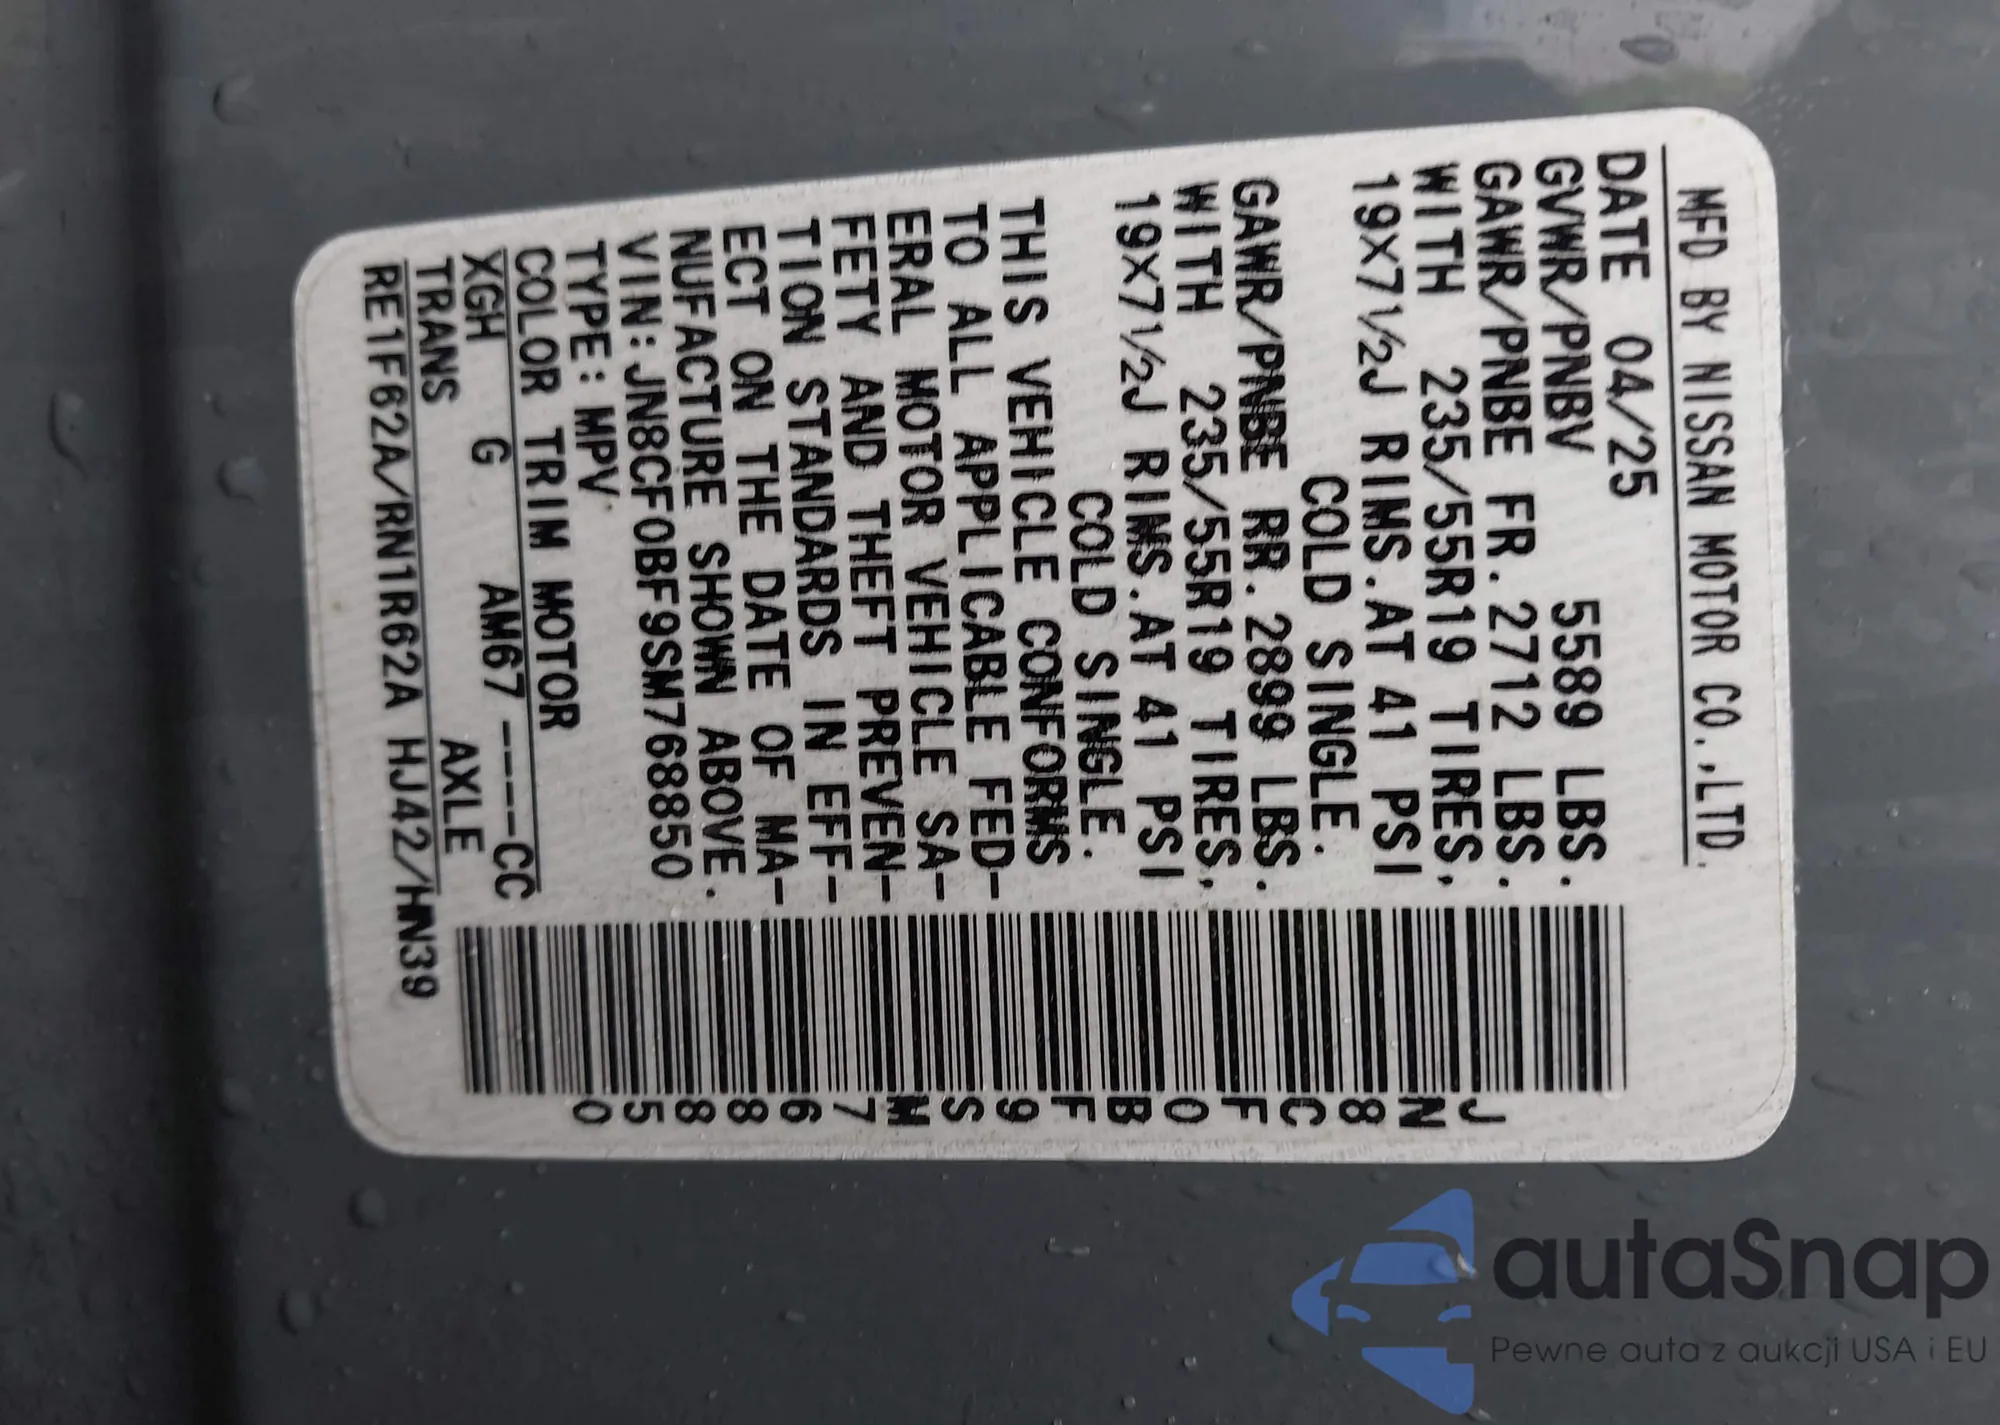 MFD BY NISSAN MOTOR CO.,LTD.
DATE 04/25
GVWR/PNBV 5589 LBS.
GAWR/PNBE FR. 2712 LBS.
WITH 235/55R19 TIRES,
19X7½J RIMS.AT 41 PSI
COLD SINGLE.
GAWR/PNBE RR. 2899 LBS.
WITH 235/55R19 TIRES,
19X7½J RIMS.AT 41 PSI
COLD SINGLE.
THIS VEHICLE CONFORMS
TO ALL APPLICABLE FED-
ERAL MOTOR VEHICLE SA-
FETY AND THEFT PREVEN-
TION STANDARDS IN EFF-
ECT ON THE DATE OF MA-
NUFACTURE SHOWN ABOVE.
VIN:JN8CF0BF9SM768850
TYPE:MPV
COLOR TRIM MOTOR
XGH G AM67 -----CC
TRANS AXLE
RE1F62A/RN1R62A HJ42/HN39
JN8CF0BF9SM768850
autaSnap
Pewne auta z aukcji USA i EU